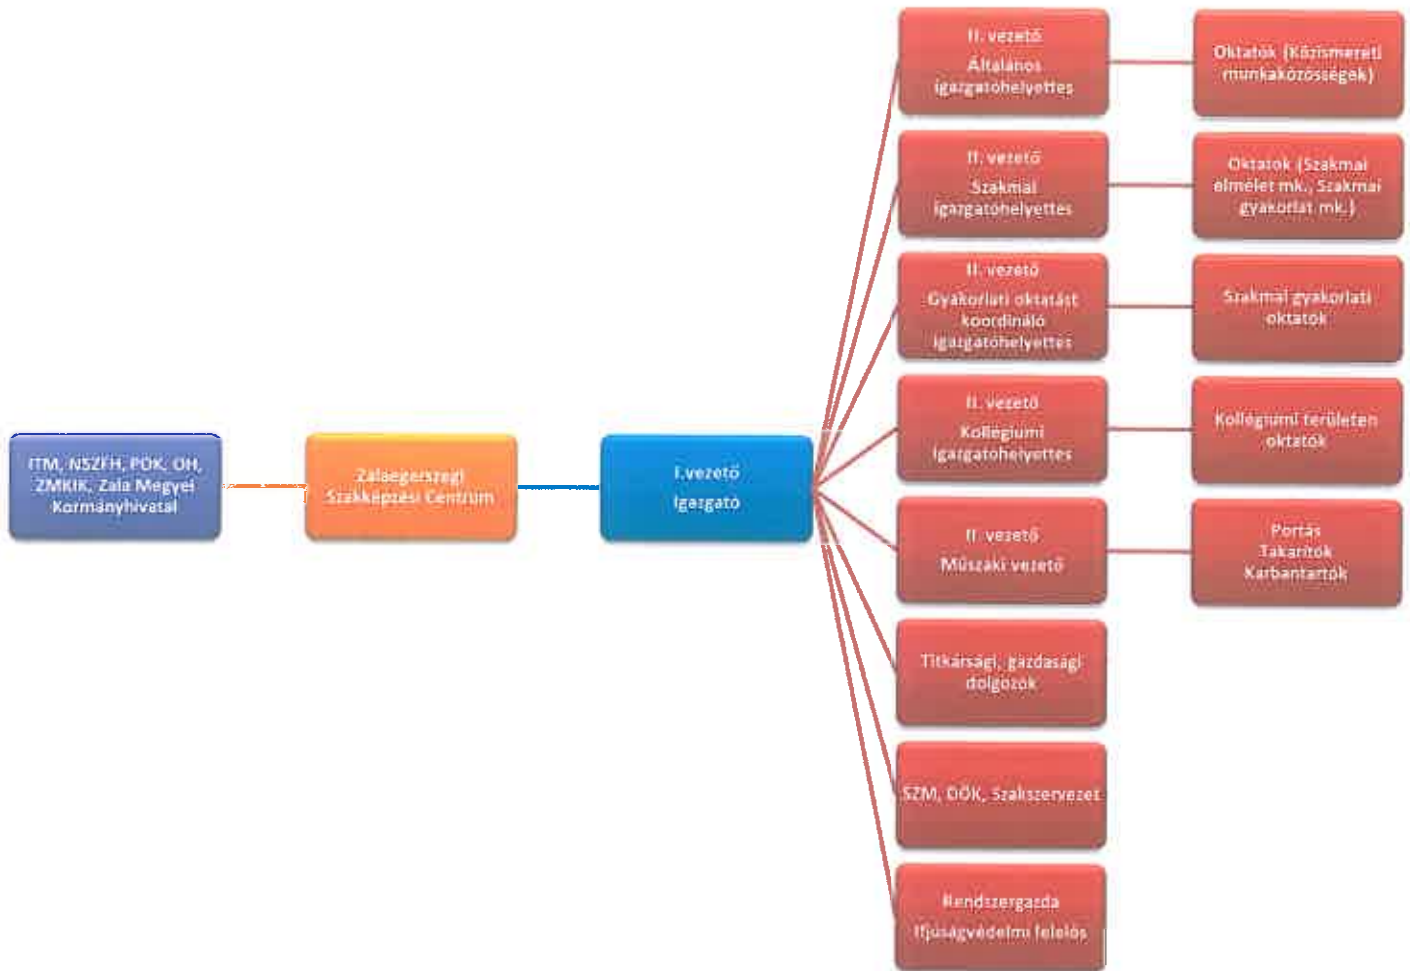 ITM, NSZFH, POK, OH,
ZMKIK, Zala Megyei
Kormányhivatal
Zalaegerszegi
Szakképzési Centrum
I.vezető
Igazgató
II. vezető
Általános
igazgatóhelyettes
Oktatók (Közismereti
munkaközösségek)
II. vezető
Szakmai
igazgatóhelyettes
Oktatók (Szakmai
elmélet mk., Szakmai
gyakorlat mk.)
II. vezető
Gyakorlati oktatást
koordináló
igazgatóhelyettes
Szakmai gyakorlati
oktatók
II. vezető
Kollégiumi
igazgatóhelyettes
Kollégiumi területen
oktatók
II. vezető
Műszaki vezető
Portás
Takarítók
Karbantartók
Titkársági, gazdasági
dolgozók
SZM, DÖK, Szakszervezet
Rendszergazda
Ifjúságvédelmi felelős